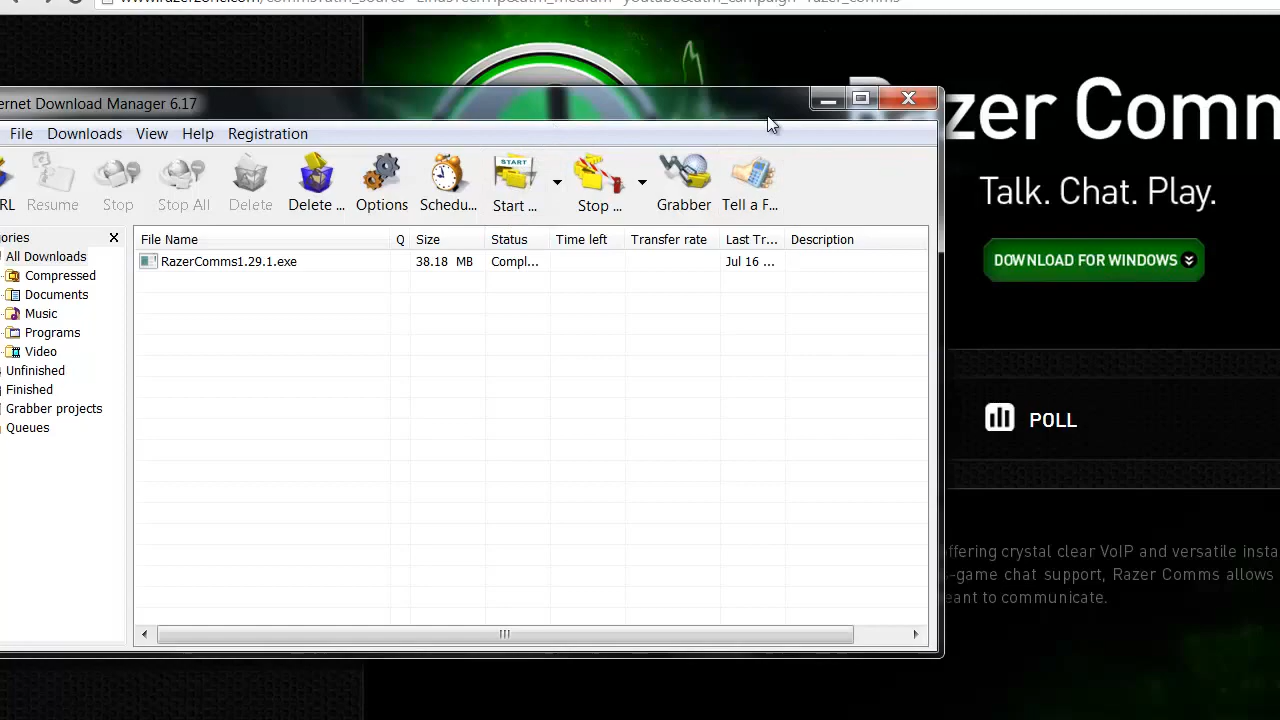 ernet Download Manager 6.17
Razer Comm
File Downloads View Help Registration
Talk. Chat. Play.
RL Resume Stop Stop All Delete Delete ... Options Schedu... Start ... Stop ... Grabber Tell a F...
ories
File Name Q Size Status Time left Transfer rate Last Tr... Description
DOWNLOAD FOR WINDOWS
All Downloads
RazerComms1.29.1.exe 38.18 MB Compl... Jul 16 ...
Compressed
Documents
Music
Programs
Video
Unfinished
Finished
Grabber projects
Queues
POLL
ffering crystal clear VoIP and versatile insta
-game chat support, Razer Comms allows
eant to communicate.